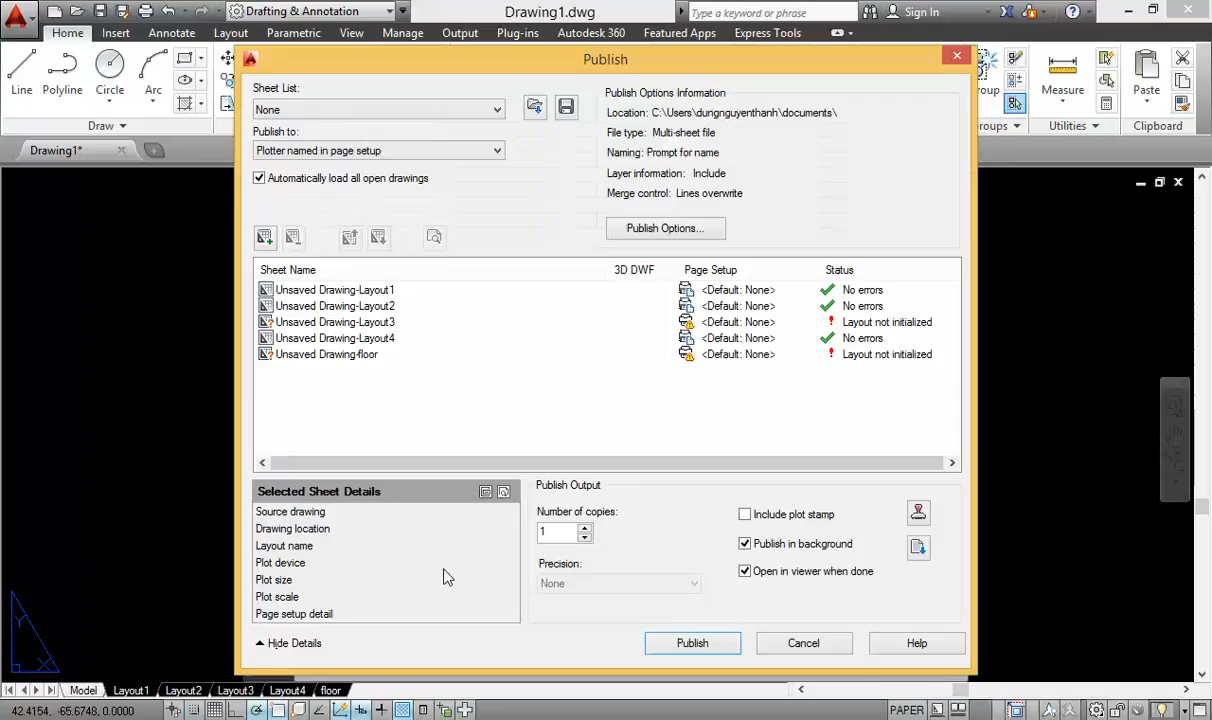 Drafting & Annotation
Drawing1.dwg
Type a keyword or phrase
Sign In
Home
Insert
Annotate
Layout
Parametric
View
Manage
Output
Plug-ins
Autodesk 360
Featured Apps
Express Tools
Line
Polyline
Circle
Arc
Measure
Paste
Draw
Utilities
Clipboard
Drawing1*
Publish
Sheet List:
None
Publish to:
Plotter named in page setup
Automatically load all open drawings
Publish Options Information
Location: C:\Users\dungnguyenthanh\documents\
File type: Multi-sheet file
Naming: Prompt for name
Layer information: Include
Merge control: Lines overwrite
Publish Options...
Sheet Name 3D DWF Page Setup Status
Unsaved Drawing-Layout1 <Default: None> No errors
Unsaved Drawing-Layout2 <Default: None> No errors
Unsaved Drawing-Layout3 <Default: None> Layout not initialized
Unsaved Drawing-Layout4 <Default: None> No errors
Unsaved Drawing-floor <Default: None> Layout not initialized
Selected Sheet Details
Source drawing
Drawing location
Layout name
Plot device
Plot size
Plot scale
Page setup detail
Hide Details
Publish Output
Number of copies:
1
Precision:
None
Include plot stamp
Publish in background
Open in viewer when done
Publish
Cancel
Help
Model
Layout1
Layout2
Layout3
Layout4
floor
42.4154, -65.6748, 0.0000
PAPER